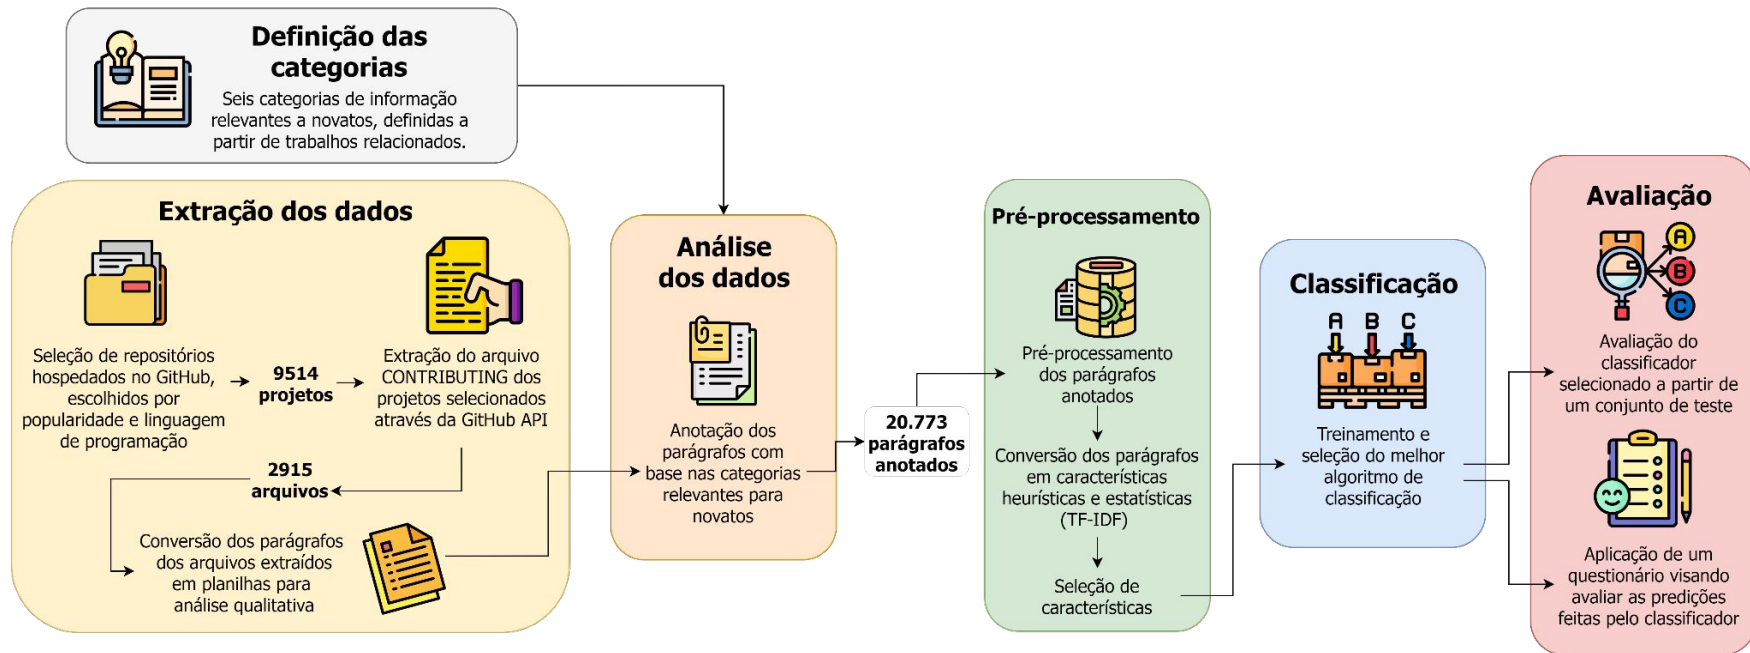 Definição das
categorias
Seis categorias de informação
relevantes a novatos, definidas a
partir de trabalhos relacionados.
Extração dos dados
Seleção de repositórios
hospedados no GitHub,
escolhidos por
popularidade e linguagem
de programação
9514
projetos
Extração do arquivo
CONTRIBUTING dos
projetos selecionados
através da GitHub API
2915
arquivos
Conversão dos parágrafos
dos arquivos extraídos
em planilhas para
análise qualitativa
Análise
dos dados
Anotação dos
parágrafos com
base nas categorias
relevantes para
novatos
20.773
parágrafos
anotados
Pré-processamento
Pré-processamento
dos parágrafos
anotados
Conversão dos parágrafos
em características
heurísticas e estatísticas
(TF-IDF)
Seleção de
características
Classificação
A B C
Treinamento e
seleção do melhor
algoritmo de
classificação
Avaliação
A
B
C
Avaliação do
classificador
selecionado a partir de
um conjunto de teste
Aplicação de um
questionário visando
avaliar as predições
feitas pelo classificador